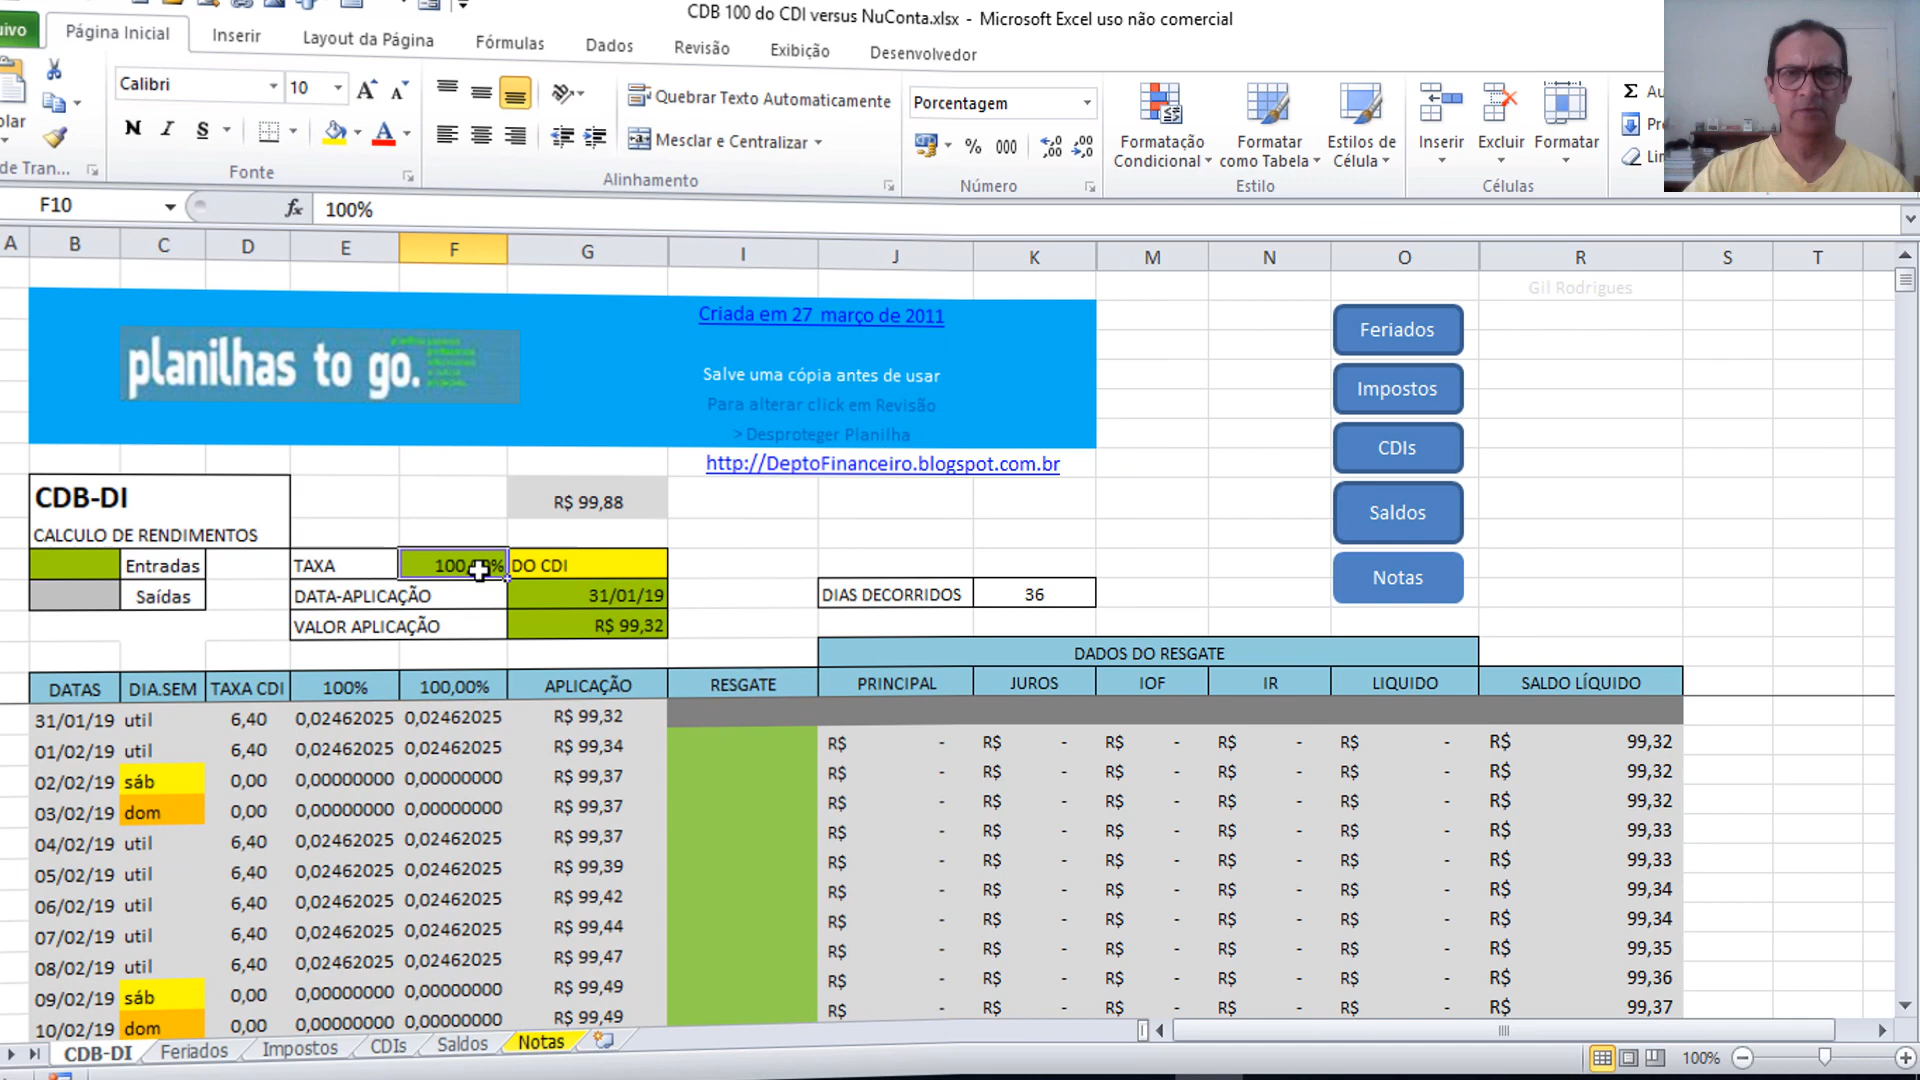 CDB 100 do CDI versus NuConta.xlsx - Microsoft Excel uso não comercial
Página Inicial Inserir Layout da Página Fórmulas Dados Revisão Exibição Desenvolvedor
Calibri 10 Quebrar Texto Automaticamente Porcentagem
N I S Mesclar e Centralizar % 000
Formatação Condicional Formatar como Tabela Estilos de Célula Inserir Excluir Formatar
de Tran... Fonte Alinhamento Número Estilo Células
F10 fx 100%
A B C D E F G I J K M N O R S T
Gil Rodrigues
planilhas to go.
Criada em 27 março de 2011
Salve uma cópia antes de usar
Para alterar click em Revisão
> Desproteger Planilha
http://DeptoFinanceiro.blogspot.com.br
Feriados
Impostos
CDIs
Saldos
Notas
CDB-DI R$ 99,88
CALCULO DE RENDIMENTOS
Entradas TAXA DO CDI
Saídas DATA-APLICAÇÃO 31/01/19 DIAS DECORRIDOS 36
VALOR APLICAÇÃO R$ 99,32
DADOS DO RESGATE
DATAS DIA.SEM TAXA CDI 100% 100,00% APLICAÇÃO RESGATE PRINCIPAL JUROS IOF IR LIQUIDO SALDO LÍQUIDO
31/01/19 util 6,40 0,02462025 0,02462025 R$ 99,32
01/02/19 util 6,40 0,02462025 0,02462025 R$ 99,34 R$ - R$ - R$ - R$ - R$ - R$ 99,32
02/02/19 sáb 0,00 0,00000000 0,00000000 R$ 99,37 R$ - R$ - R$ - R$ - R$ - R$ 99,32
03/02/19 dom 0,00 0,00000000 0,00000000 R$ 99,37 R$ - R$ - R$ - R$ - R$ - R$ 99,32
04/02/19 util 6,40 0,02462025 0,02462025 R$ 99,37 R$ - R$ - R$ - R$ - R$ - R$ 99,33
05/02/19 util 6,40 0,02462025 0,02462025 R$ 99,39 R$ - R$ - R$ - R$ - R$ - R$ 99,33
06/02/19 util 6,40 0,02462025 0,02462025 R$ 99,42 R$ - R$ - R$ - R$ - R$ - R$ 99,34
07/02/19 util 6,40 0,02462025 0,02462025 R$ 99,44 R$ - R$ - R$ - R$ - R$ - R$ 99,34
08/02/19 util 6,40 0,02462025 0,02462025 R$ 99,47 R$ - R$ - R$ - R$ - R$ - R$ 99,35
09/02/19 sáb 0,00 0,00000000 0,00000000 R$ 99,49 R$ - R$ - R$ - R$ - R$ - R$ 99,36
10/02/19 dom 0,00 0,00000000 0,00000000 R$ 99,49 R$ - R$ - R$ - R$ - R$ - R$ 99,37
CDB-DI Feriados Impostos CDIs Saldos Notas
100%